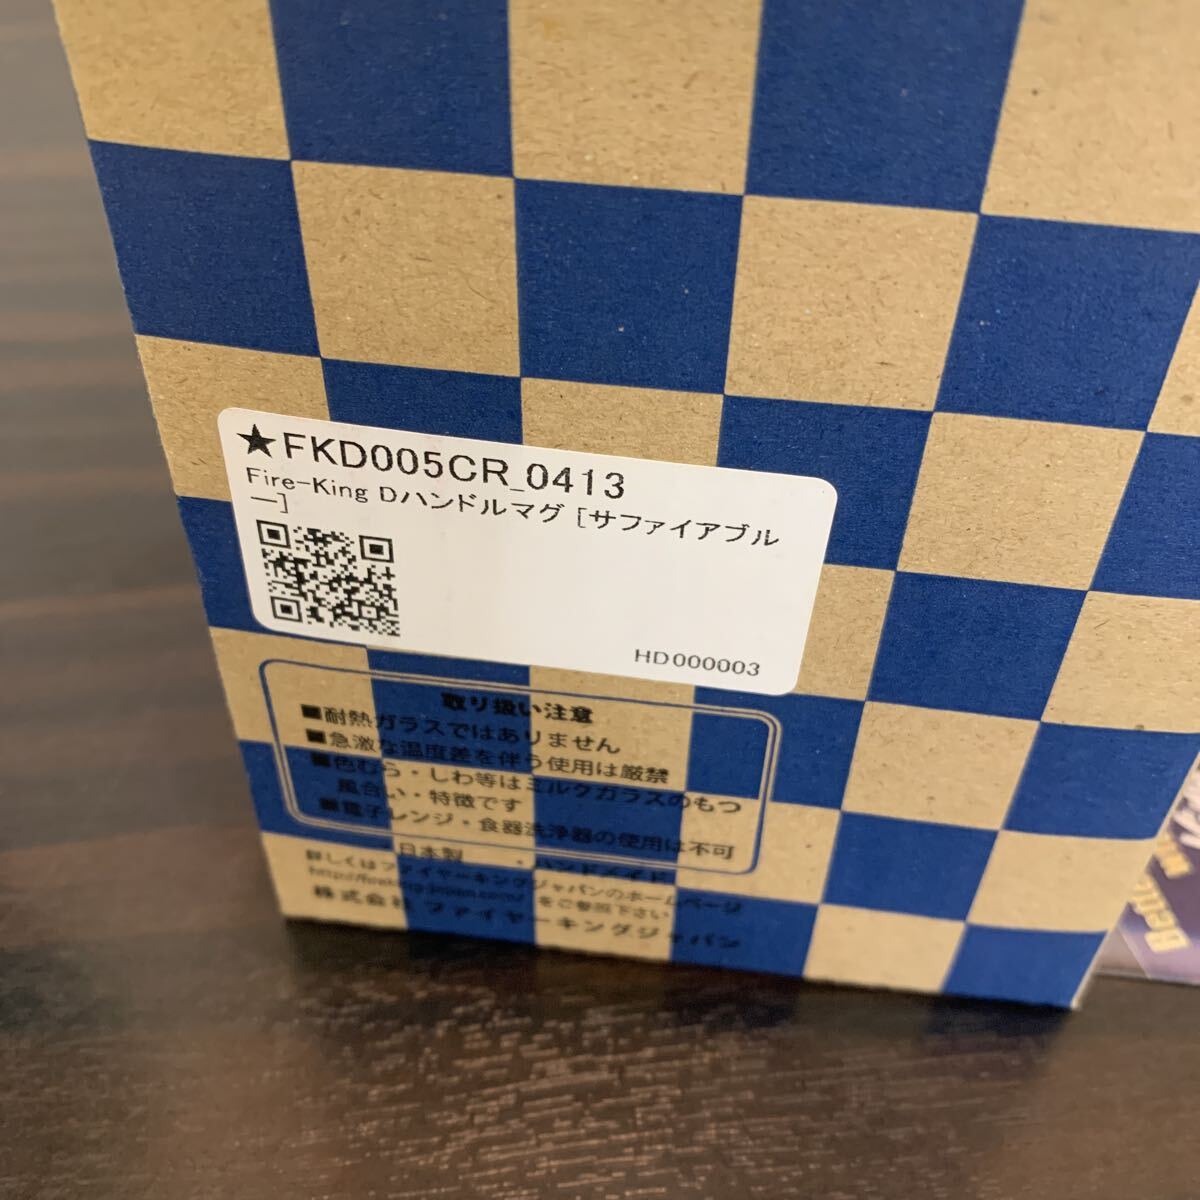 ★FKD005CR_0413
Fire-King Dハンドルマグ [サファイアブル
ー]
HD000003
取り扱い注意
■耐熱ガラスではありません
■急激な温度差を伴う使用は厳禁
■色むら・しわ等はミルクガラスのもつ
風合い・特徴です
■電子レンジ・食器洗浄器の使用は不可
・日本製 ・ハンドメイド
詳しくはファイヤーキングジャパンのホームページ
http://fireking-japan.com/ をご参照下さい
株式会社 ファイヤーキングジャパン